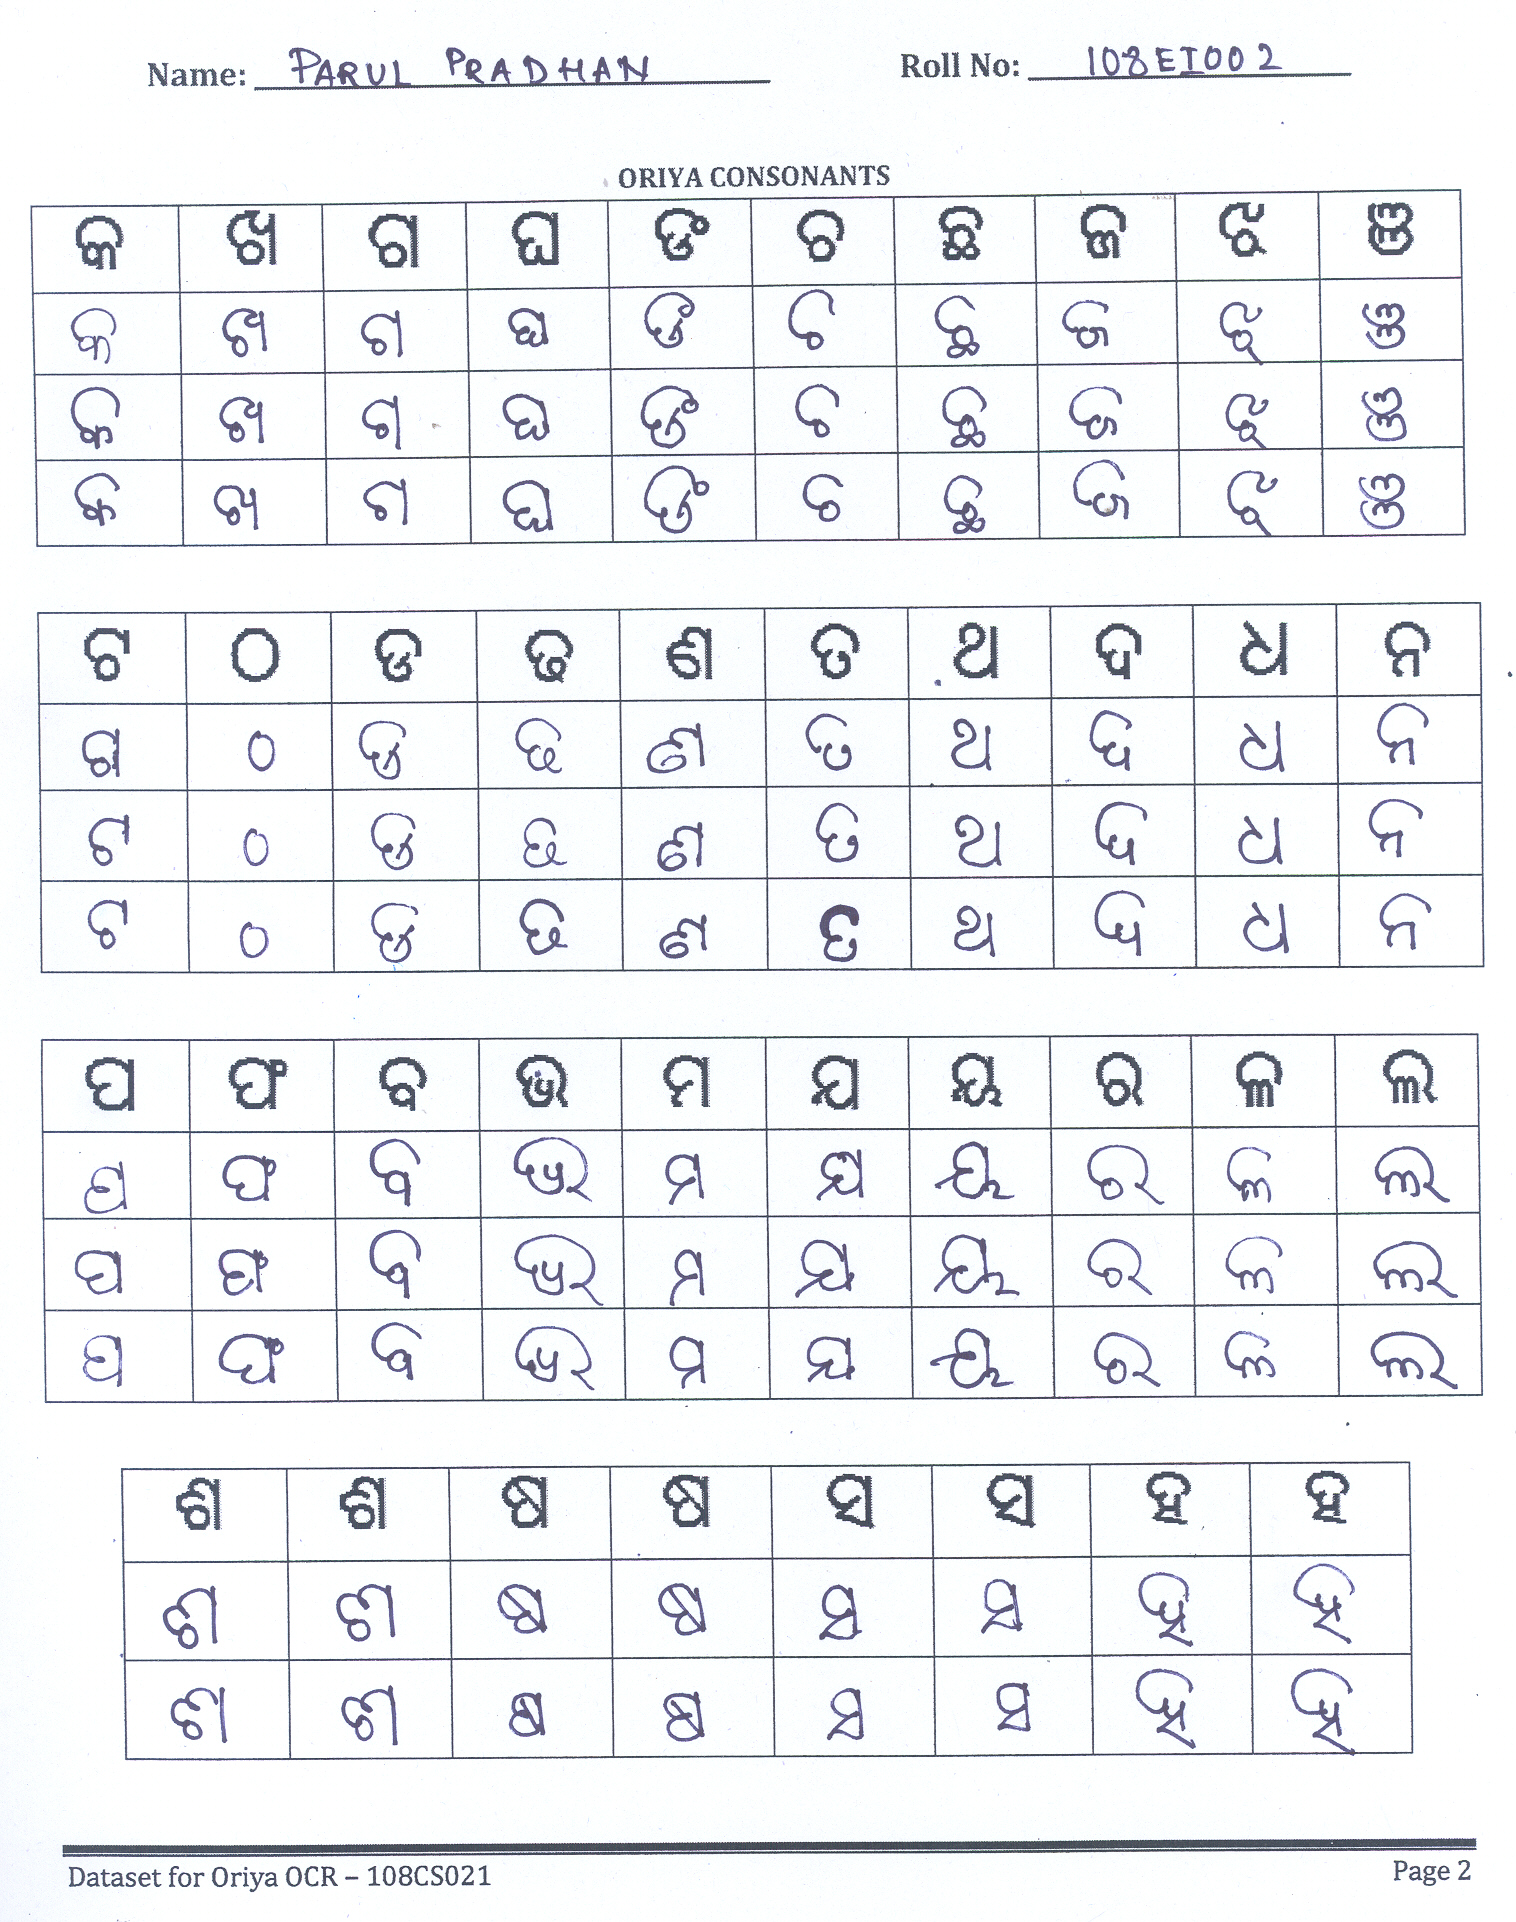 Name: PARUL PRADHAN Roll No: 108EI002
ORIYA CONSONANTS
କ ଖ ଗ ଘ ଙ ଚ ଛ ଜ ଝ ଞ
କ ଖ ଗ ଘ ଙ ଚ ଛ ଜ ଝ ଞ
କ ଖ ଗ ଘ ଙ ଚ ଛ ଜ ଝ ଞ
କ ଖ ଗ ଘ ଙ ଚ ଛ ଜ ଝ ଞ
ଟ ଠ ଡ ଢ ଣ ତ ଥ ଦ ଧ ନ
ଟ ଠ ଡ ଢ ଣ ତ ଥ ଦ ଧ ନ
ଟ ଠ ଡ ଢ ଣ ତ ଥ ଦ ଧ ନ
ଟ ଠ ଡ ଢ ଣ ତ ଥ ଦ ଧ ନ
ପ ଫ ବ ଭ ମ ଯ ୟ ର ଳ ଲ
ପ ଫ ବ ଭ ମ ଯ ୟ ର ଳ ଲ
ପ ଫ ବ ଭ ମ ଯ ୟ ର ଳ ଲ
ପ ଫ ବ ଭ ମ ଯ ୟ ର ଳ ଲ
ଶ ଶ ଷ ଷ ସ ସ ହ ହ
ଶ ଶ ଷ ଷ ସ ସ ହ ହ
ଶ ଶ ଷ ଷ ସ ସ ହ ହ
Dataset for Oriya OCR – 108CS021 Page 2